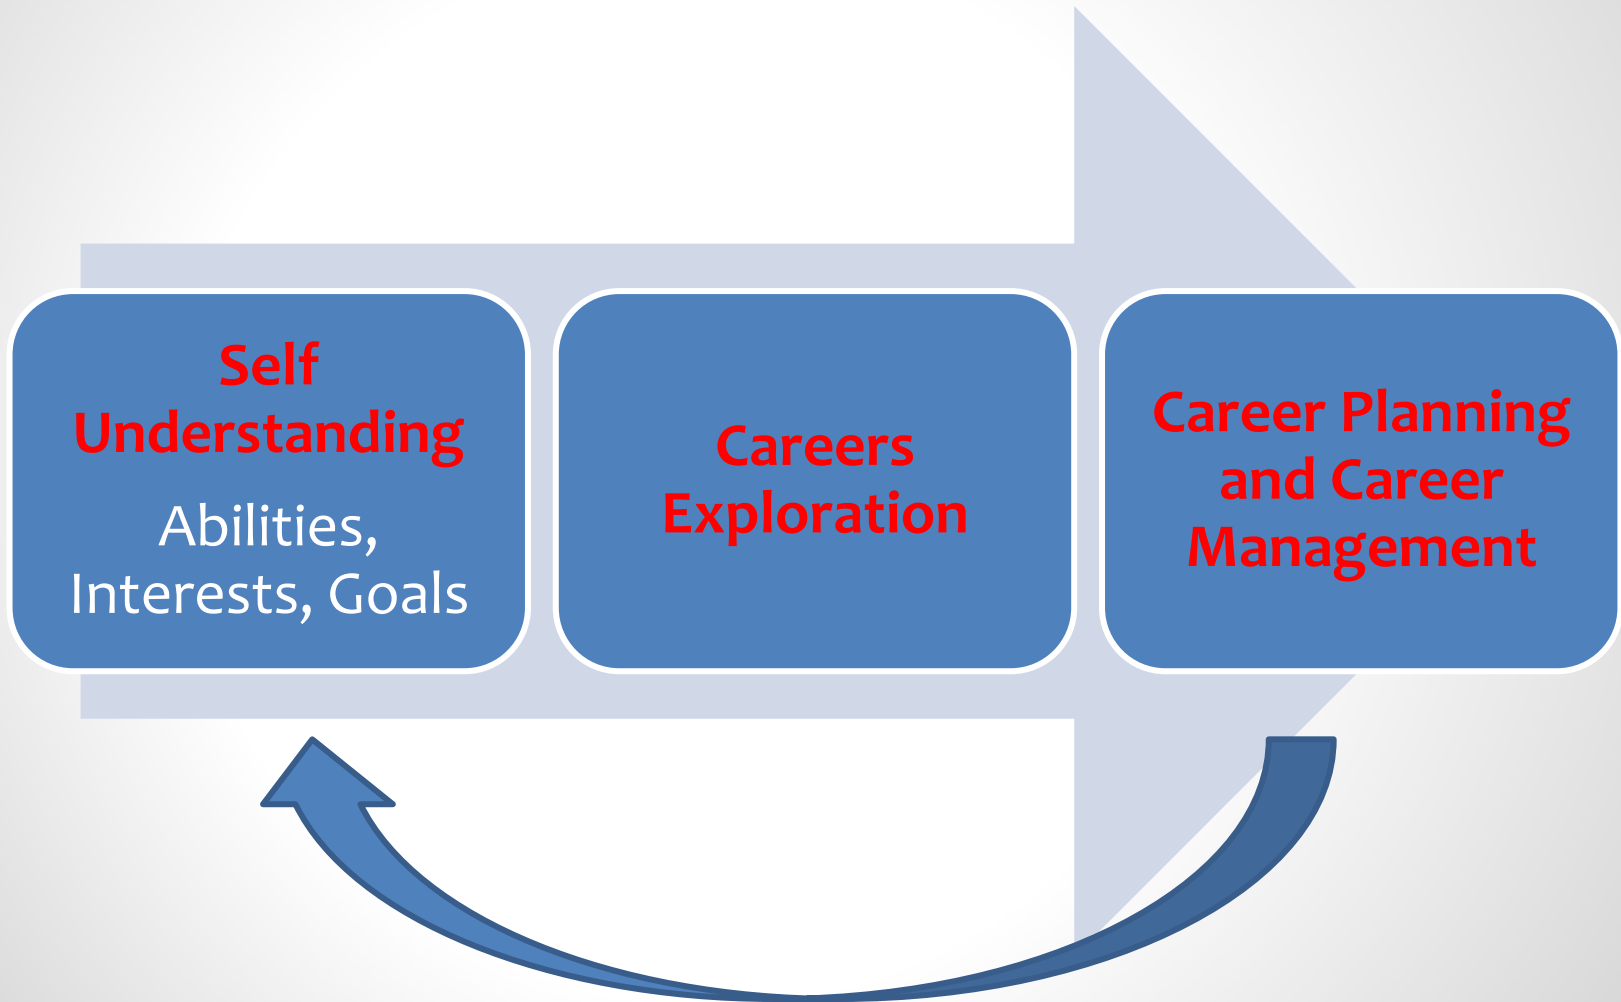 Self
Understanding
Abilities,
Interests, Goals
Careers
Exploration
Career Planning
and Career
Management